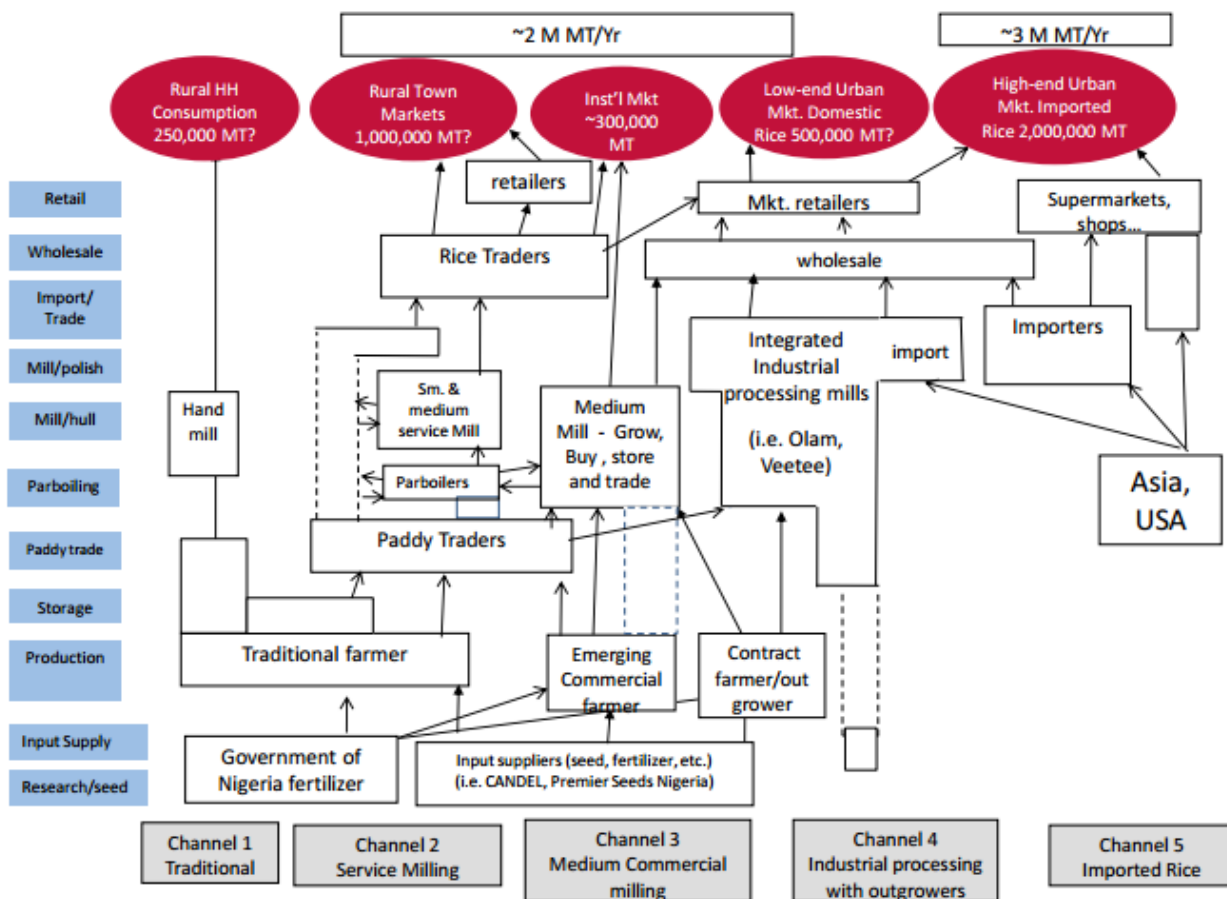 ~2 M MT/Yr
~3 M MT/Yr
Rural HH
Consumption
250,000 MT?
Rural Town
Markets
1,000,000 MT?
Inst'l Mkt
~300,000
MT
Low-end Urban
Mkt. Domestic
Rice 500,000 MT?
High-end Urban
Mkt. Imported
Rice 2,000,000 MT
Retail
retailers
Mkt. retailers
Supermarkets,
shops...
Wholesale
Rice Traders
wholesale
Import/
Trade
Importers
Integrated
Industrial
processing mills
(i.e. Olam,
Veetee)
import
Mill/polish
Mill/hull
Hand
mill
Sm. &
medium
service Mill
Medium
Mill - Grow,
Buy , store
and trade
Parboiling
Parboilers
Asia,
USA
Paddy trade
Paddy Traders
Storage
Production
Traditional farmer
Emerging
Commercial
farmer
Contract
farmer/out
grower
Input Supply
Research/seed
Government of
Nigeria fertilizer
Input suppliers (seed, fertilizer, etc.)
(i.e. CANDEL, Premier Seeds Nigeria)
Channel 1
Traditional
Channel 2
Service Milling
Channel 3
Medium Commercial
milling
Channel 4
Industrial processing
with outgrowers
Channel 5
Imported Rice